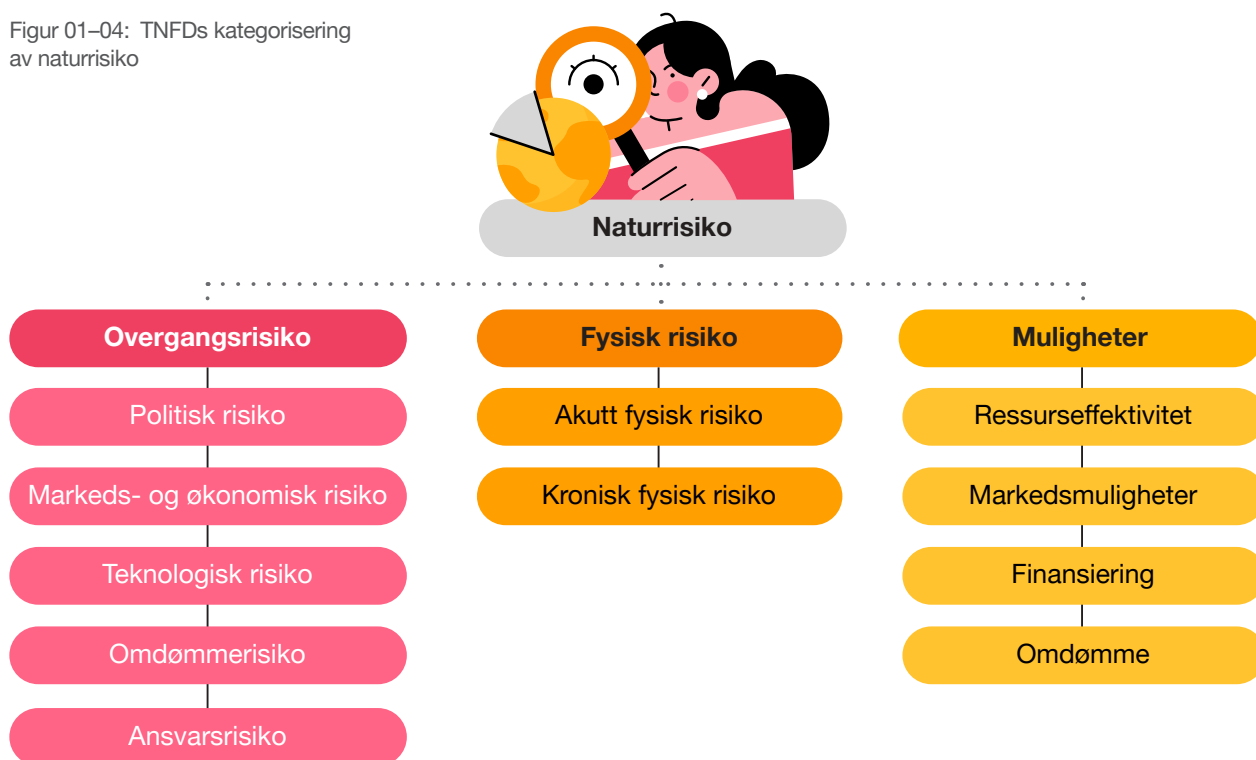 Figur 01–04: TNFDs kategorisering
av naturrisiko
Naturrisiko
Overgangsrisiko
Politisk risiko
Markeds- og økonomisk risiko
Teknologisk risiko
Omdømmerisiko
Ansvarsrisiko
Fysisk risiko
Akutt fysisk risiko
Kronisk fysisk risiko
Muligheter
Ressurseffektivitet
Markedsmuligheter
Finansiering
Omdømme